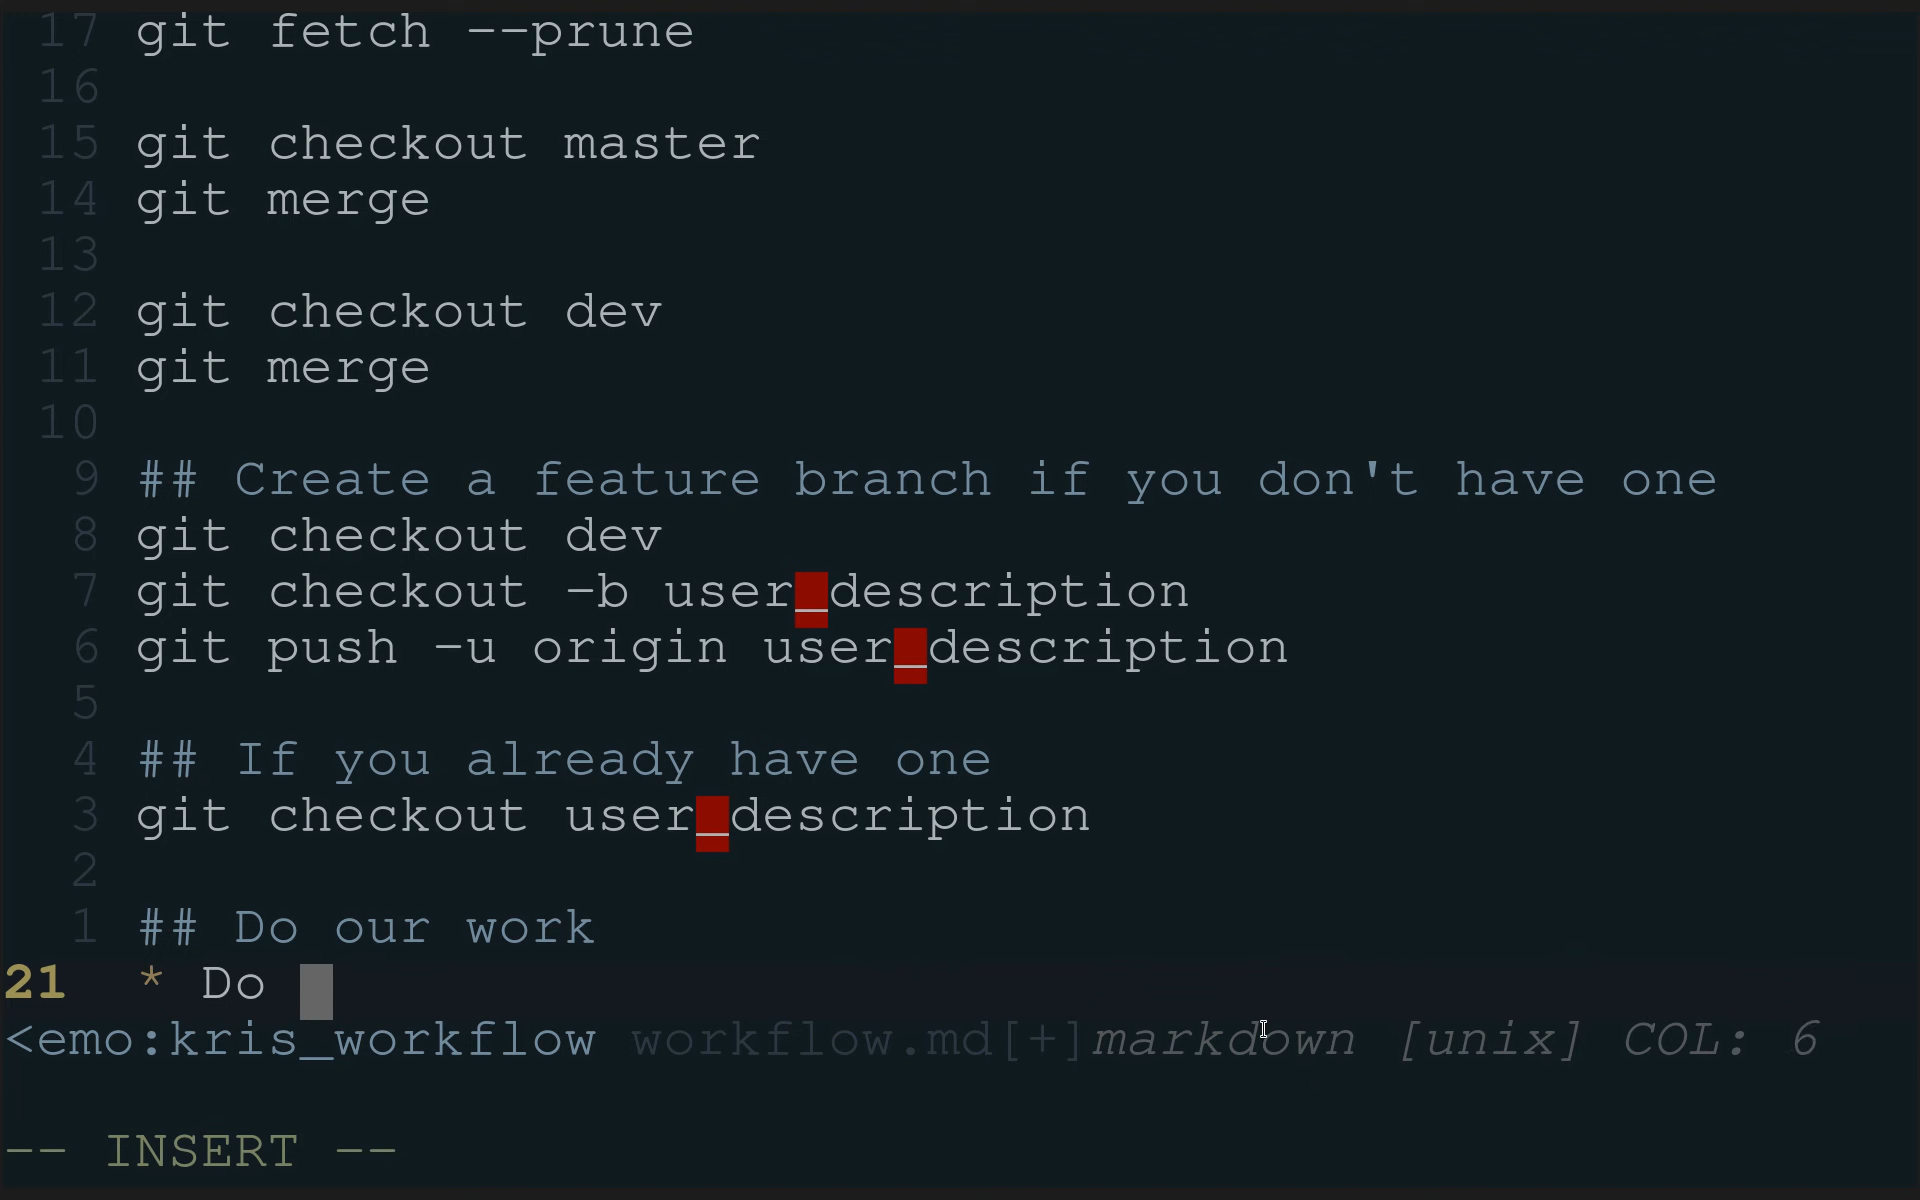 17 git fetch --prune
16
15 git checkout master
14 git merge
13
12 git checkout dev
11 git merge
10
9 ## Create a feature branch if you don't have one
8 git checkout dev
7 git checkout -b user_description
6 git push -u origin user_description
5
4 ## If you already have one
3 git checkout user_description
2
1 ## Do our work
21 * Do
<emo:kris_workflow workflow.md[+]markdown [unix] COL: 6
-- INSERT --